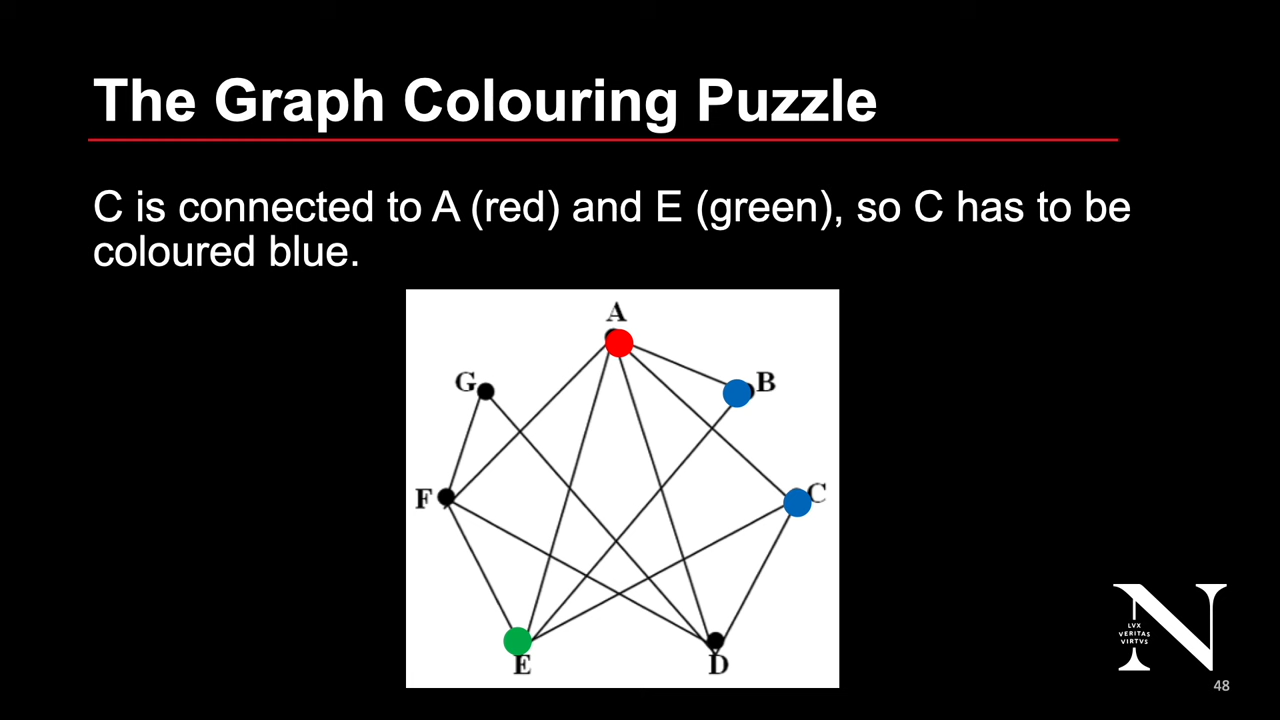 The Graph Colouring Puzzle
C is connected to A (red) and E (green), so C has to be
coloured blue.
A
G
B
F
C
E
D
LVX
VERITAS
VIRTVS
N
48